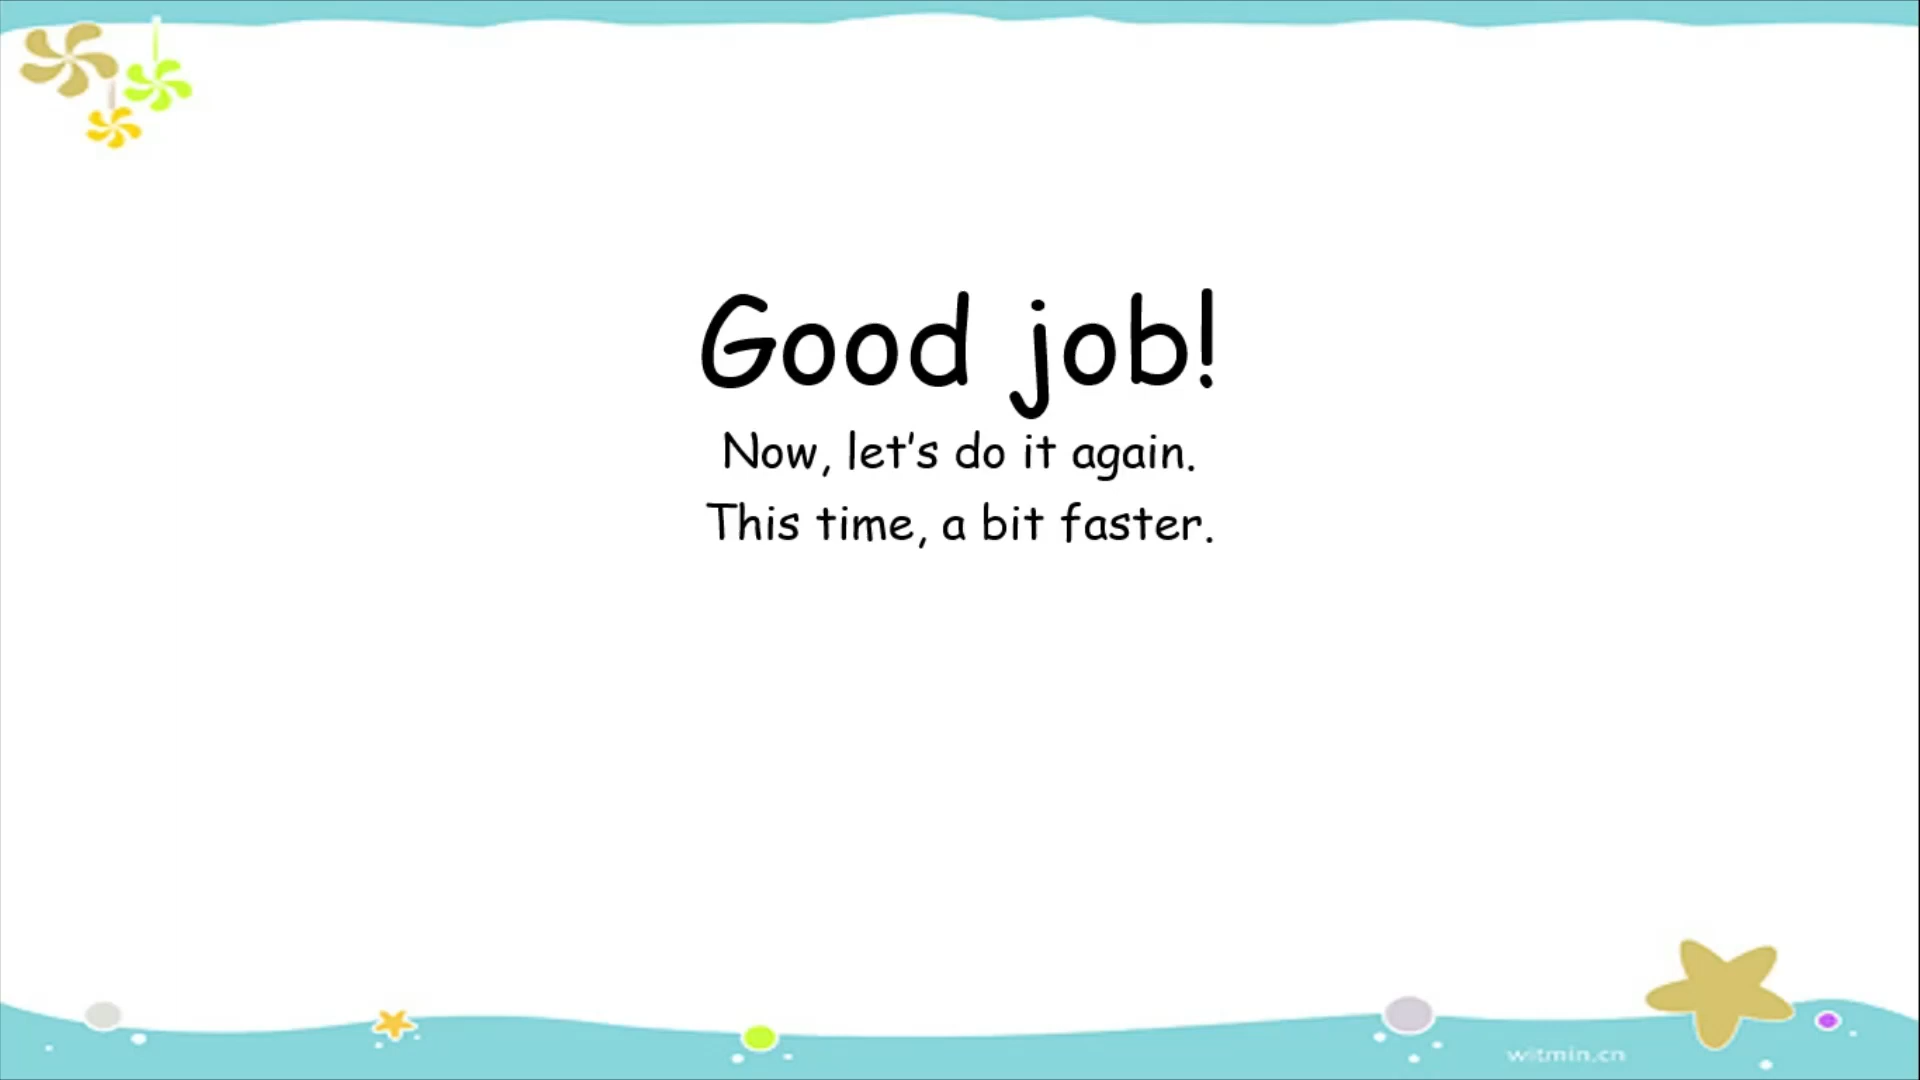 Good job!
Now, let's do it again.
This time, a bit faster.
witmin.cn